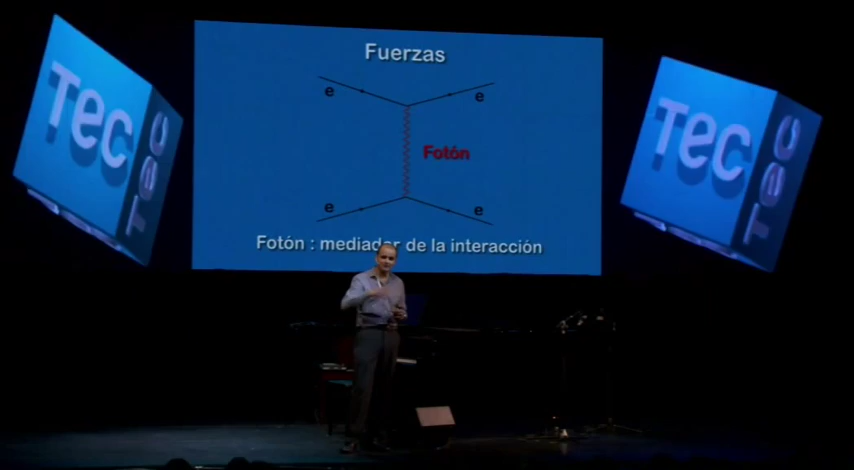 Fuerzas
e
e
Fotón
e
e
Fotón : mediador de la interacción
Tec
Tec
Tec
Tec